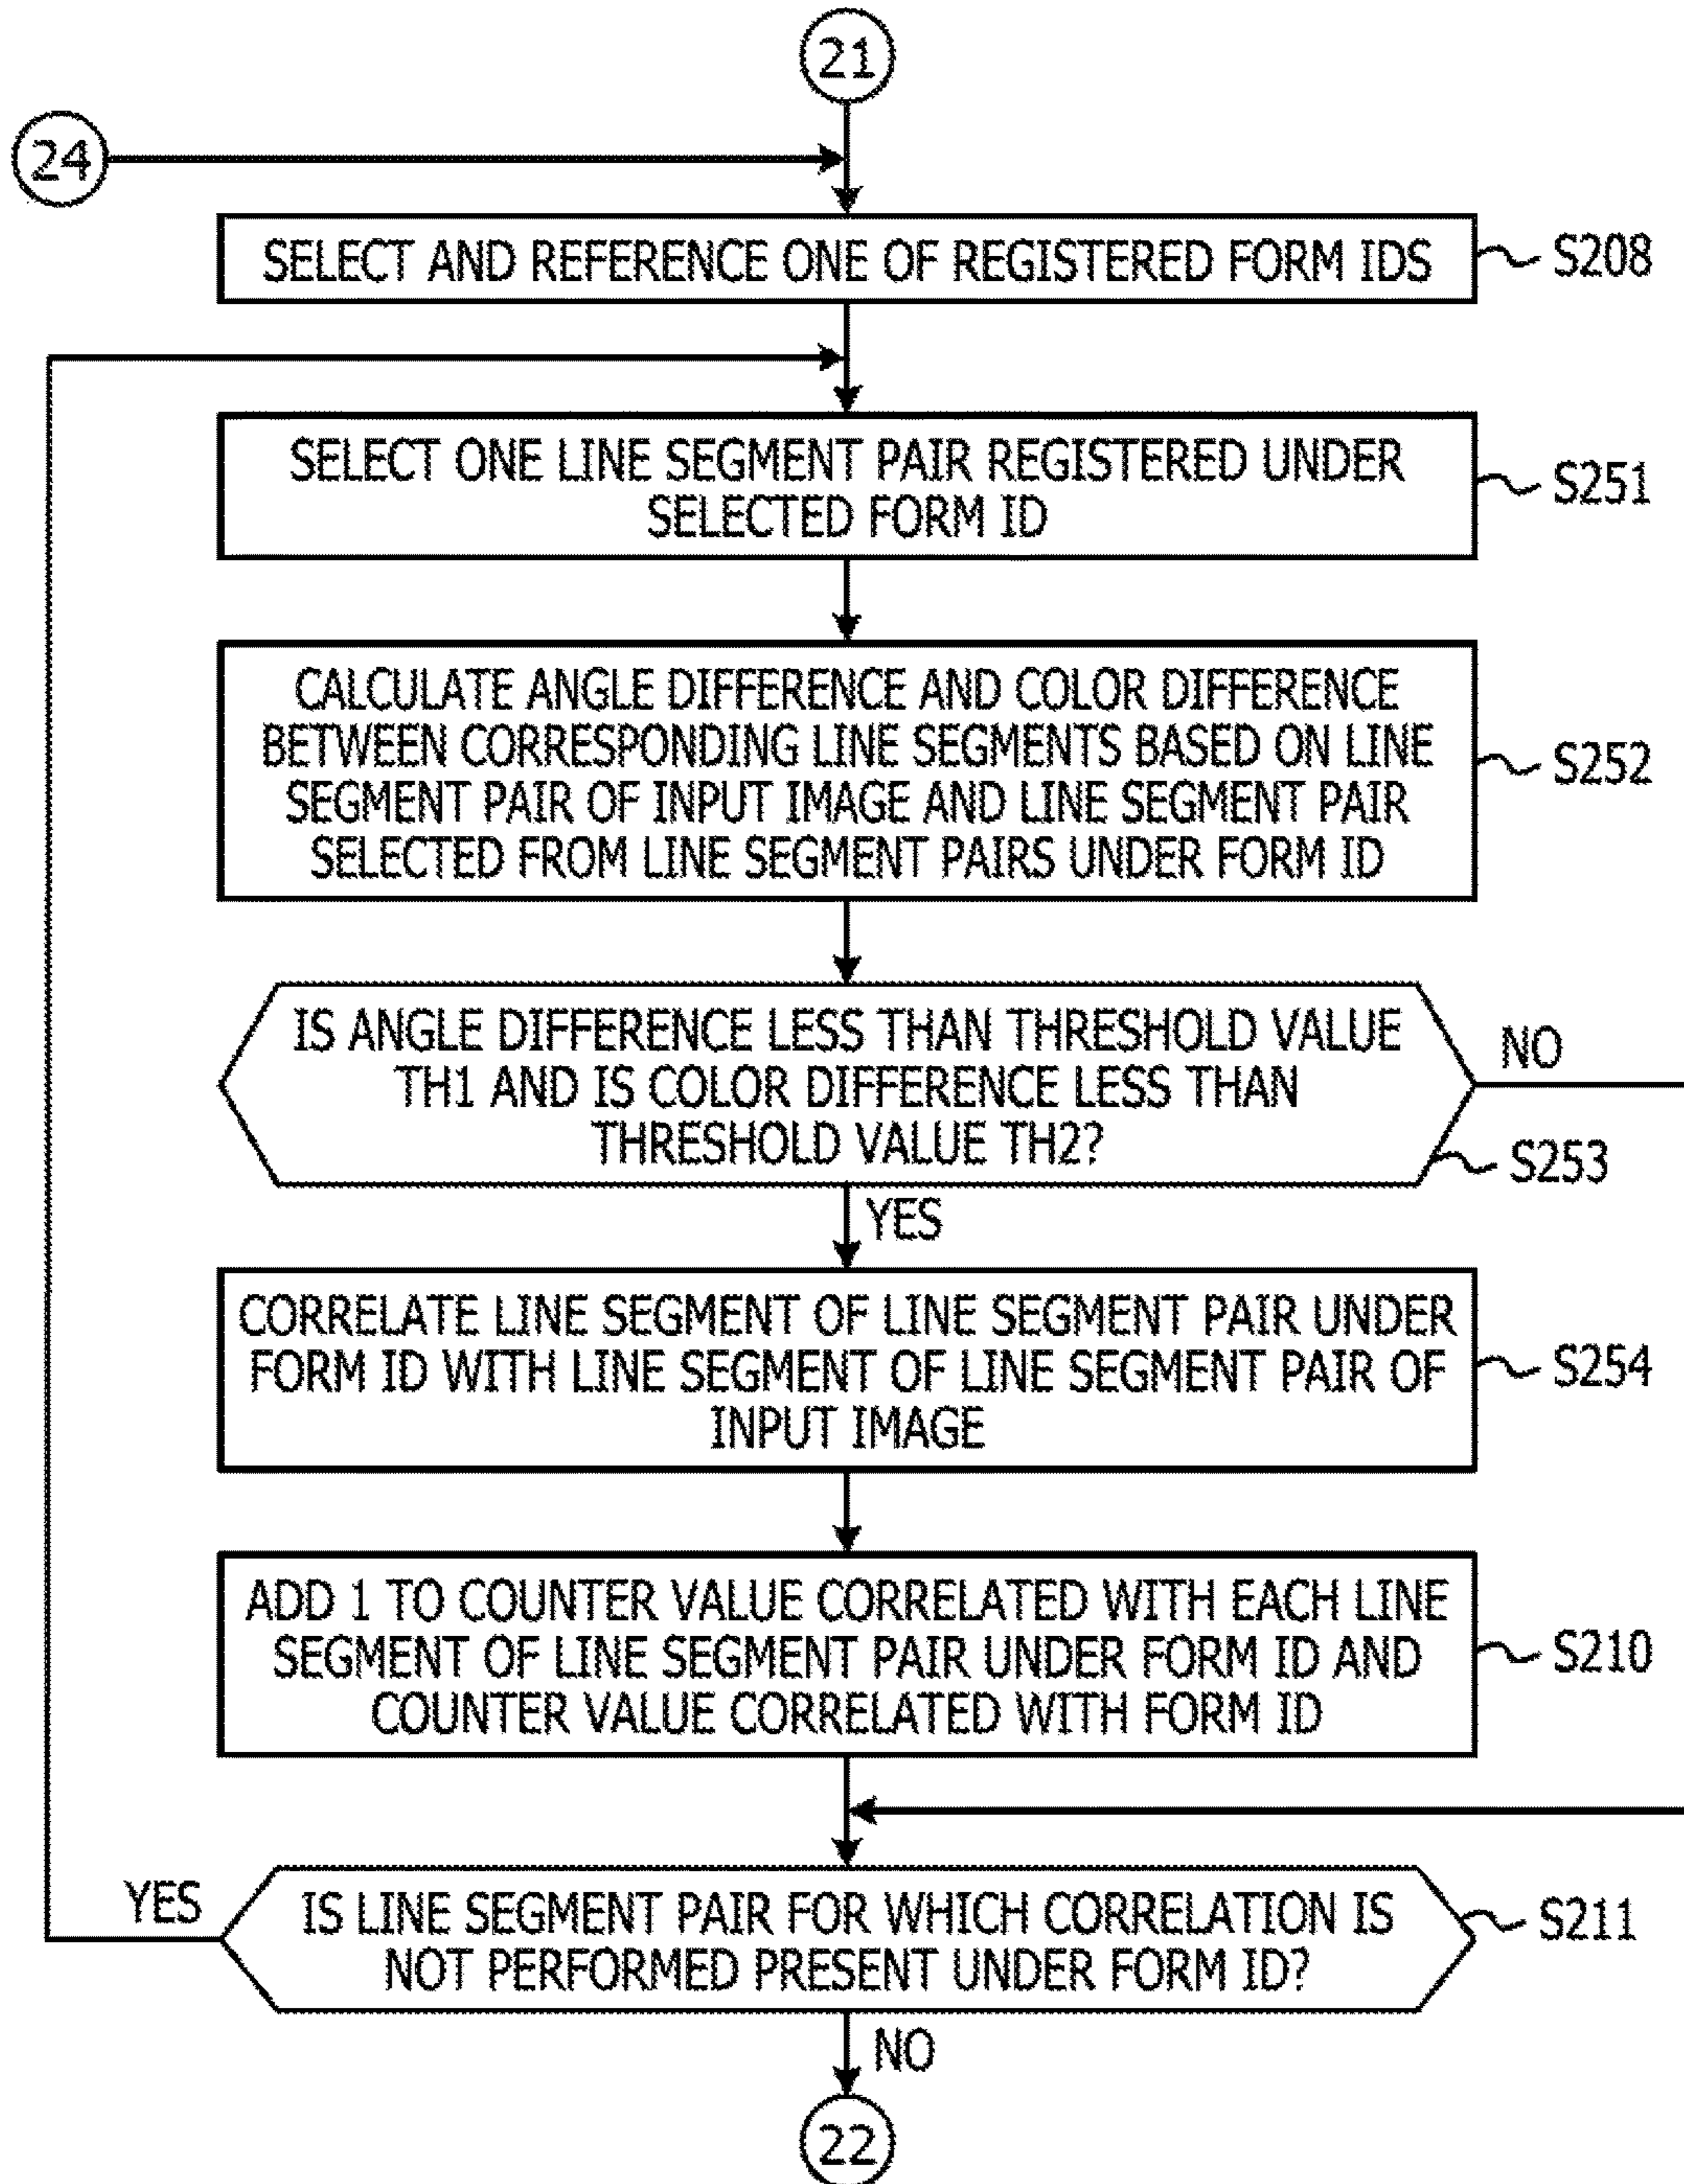 21
24
SELECT AND REFERENCE ONE OF REGISTERED FORM IDS
S208
SELECT ONE LINE SEGMENT PAIR REGISTERED UNDER
SELECTED FORM ID
S251
CALCULATE ANGLE DIFFERENCE AND COLOR DIFFERENCE
BETWEEN CORRESPONDING LINE SEGMENTS BASED ON LINE
SEGMENT PAIR OF INPUT IMAGE AND LINE SEGMENT PAIR
SELECTED FROM LINE SEGMENT PAIRS UNDER FORM ID
S252
IS ANGLE DIFFERENCE LESS THAN THRESHOLD VALUE
TH1 AND IS COLOR DIFFERENCE LESS THAN
THRESHOLD VALUE TH2?
NO
S253
YES
CORRELATE LINE SEGMENT OF LINE SEGMENT PAIR UNDER
FORM ID WITH LINE SEGMENT OF LINE SEGMENT PAIR OF
INPUT IMAGE
S254
ADD 1 TO COUNTER VALUE CORRELATED WITH EACH LINE
SEGMENT OF LINE SEGMENT PAIR UNDER FORM ID AND
COUNTER VALUE CORRELATED WITH FORM ID
S210
YES
IS LINE SEGMENT PAIR FOR WHICH CORRELATION IS
NOT PERFORMED PRESENT UNDER FORM ID?
S211
NO
22